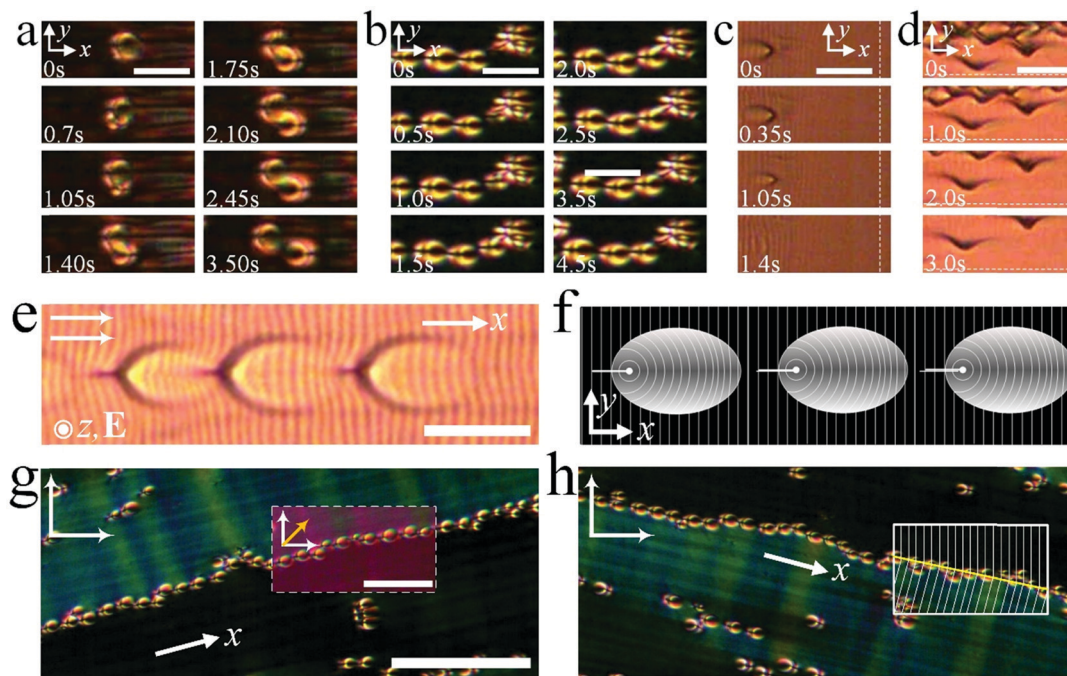 a
y
x
0s
0.7s
1.05s
1.40s
1.75s
2.10s
2.45s
3.50s
b
y
x
0s
0.5s
1.0s
1.5s
2.0s
2.5s
3.5s
4.5s
c
y
x
0s
0.35s
1.05s
1.4s
d
y
x
0s
1.0s
2.0s
3.0s
e
x
z, E
f
y
x
g
x
h
x